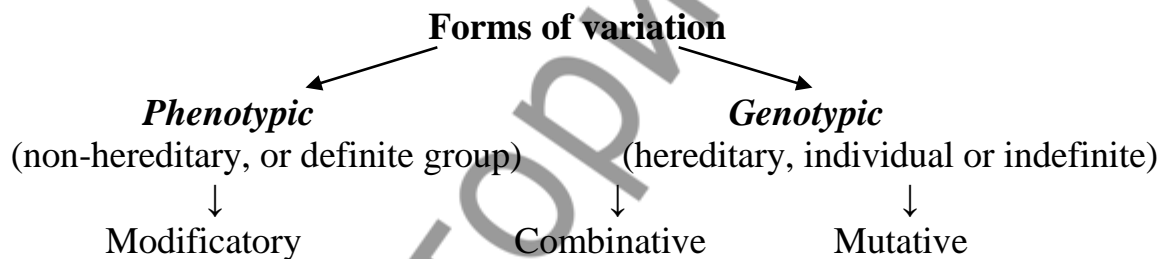 Forms of variation
Phenotypic Genotypic
(non-hereditary, or definite group) (hereditary, individual or indefinite)
↓ ↓ ↓
Modificatory Combinative Mutative